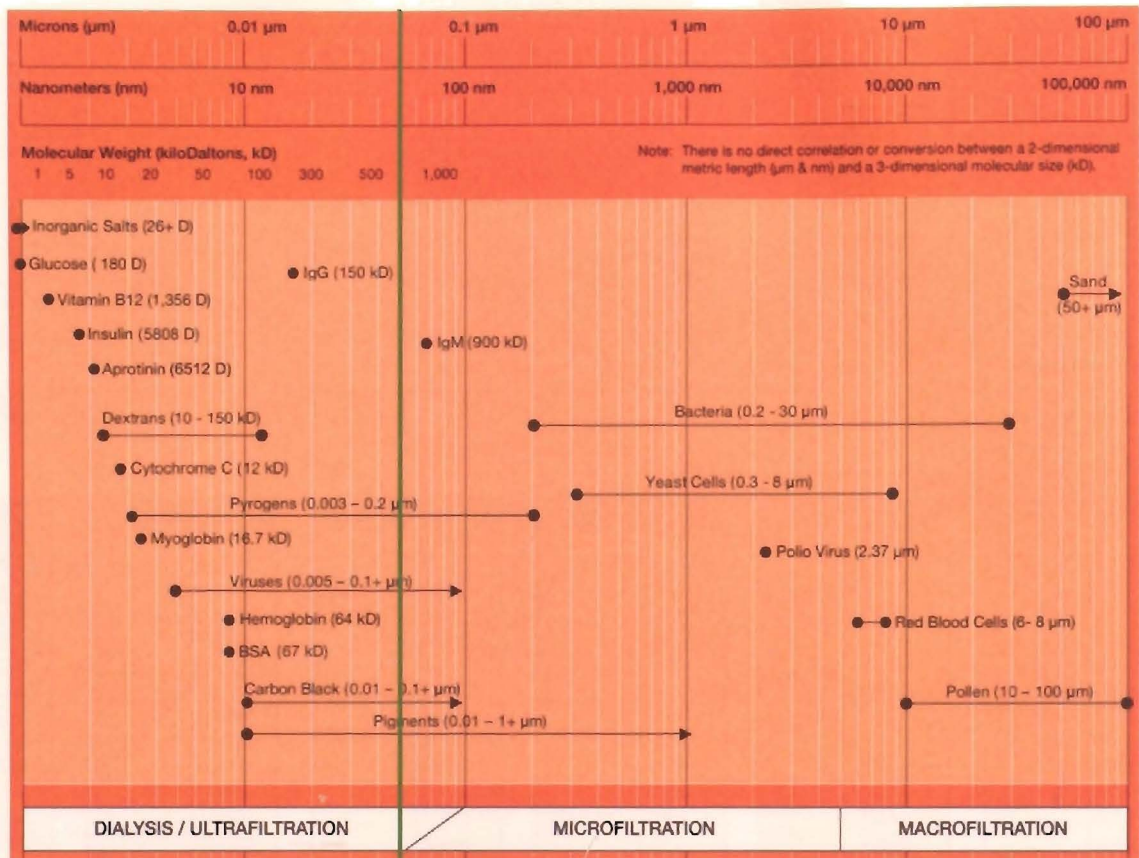 Microns (μm) 0.01 μm 0.1 μm 1 μm 10 μm 100 μm
Nanometers (nm) 10 nm 100 nm 1,000 nm 10,000 nm 100,000 nm
Molecular Weight (kiloDaltons, kD)
1 5 10 20 50 100 300 500 1,000
Note: There is no direct correlation or conversion between a 2-dimensional
metric length (μm & nm) and a 3-dimensional molecular size (kD).
Inorganic Salts (26+ D)
Glucose ( 180 D)
IgG (150 kD)
Sand
(50+ μm)
Vitamin B12 (1,356 D)
Insulin (5808 D)
IgM (900 kD)
Aprotinin (6512 D)
Dextrans (10 - 150 kD)
Bacteria (0.2 - 30 μm)
Cytochrome C (12 kD)
Yeast Cells (0.3 - 8 μm)
Pyrogens (0.003 – 0.2 μm)
Myoglobin (16.7 kD)
Polio Virus (2.37 μm)
Viruses (0.005 – 0.1+ μm)
Hemoglobin (64 kD)
Red Blood Cells (6- 8 μm)
BSA (67 kD)
Carbon Black (0.01 – 0.1+ μm)
Pollen (10 – 100 μm)
Pigments (0.01 – 1+ μm)
DIALYSIS / ULTRAFILTRATION MICROFILTRATION MACROFILTRATION